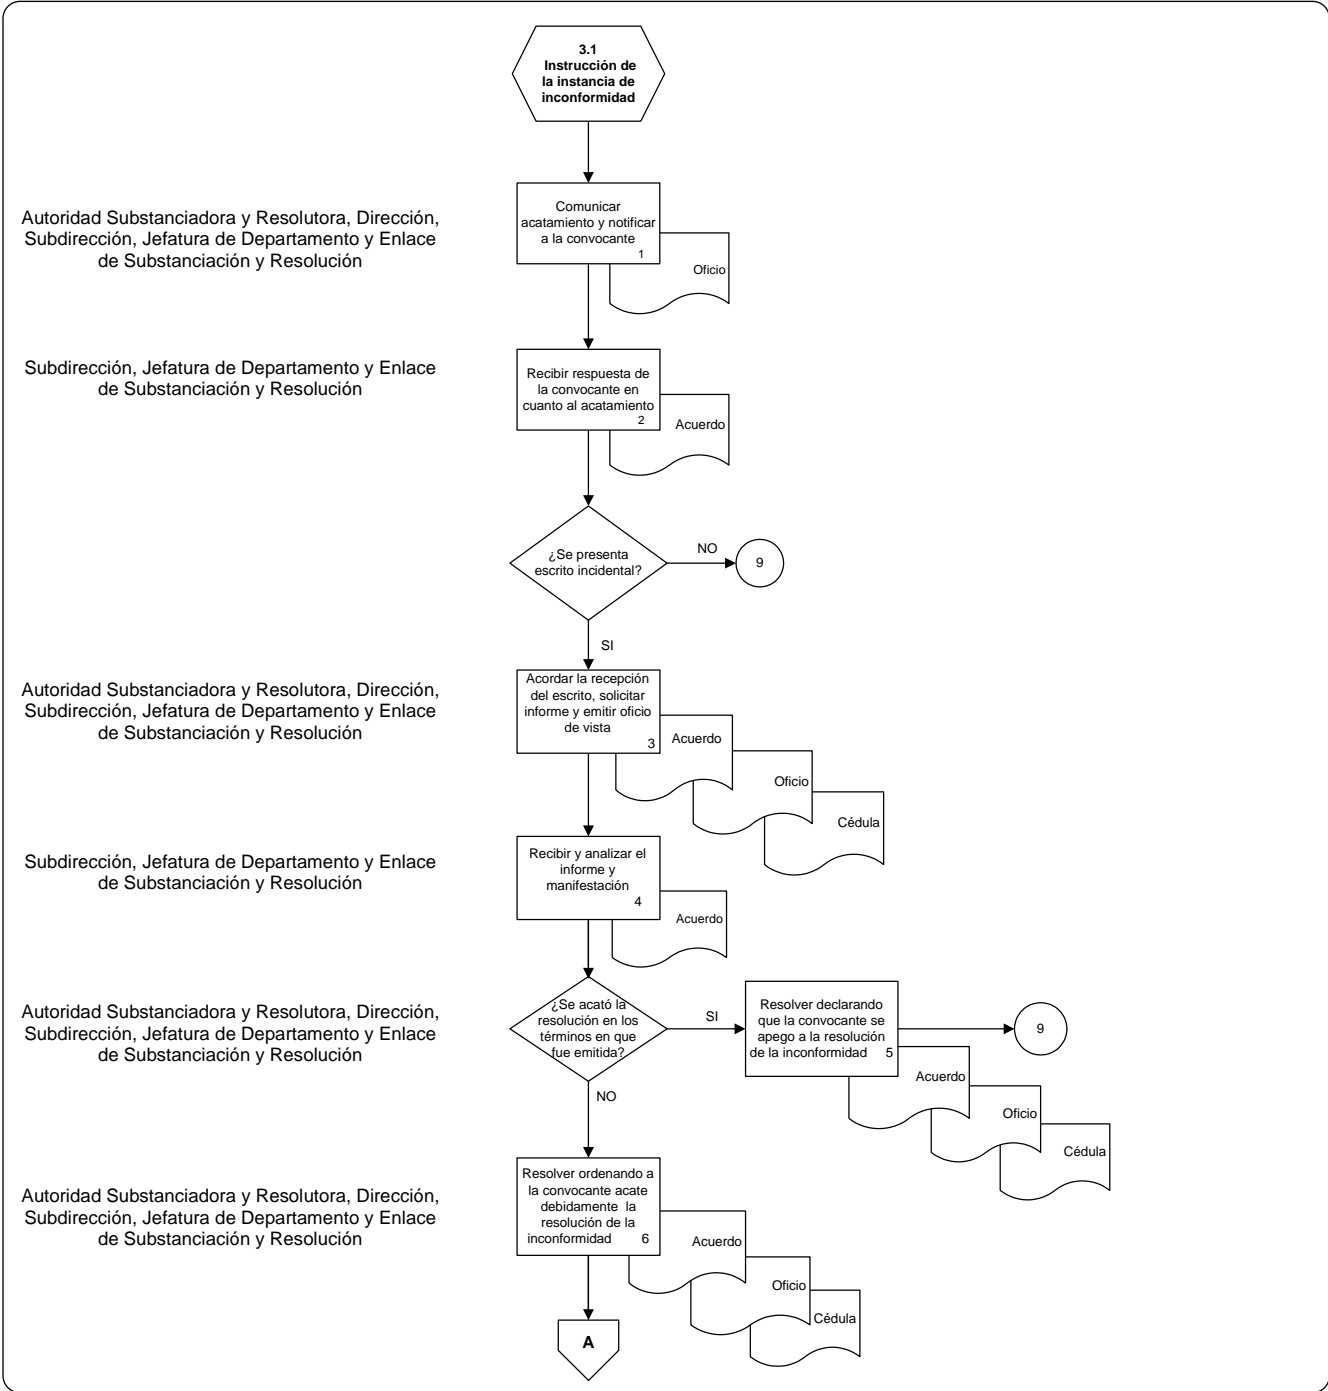 3.1
Instrucción de
la instancia de
inconformidad
Autoridad Substanciadora y Resolutora, Dirección,
Subdirección, Jefatura de Departamento y Enlace
de Substanciación y Resolución
Comunicar
acatamiento y notificar
a la convocante
1
Oficio
Subdirección, Jefatura de Departamento y Enlace
de Substanciación y Resolución
Recibir respuesta de
la convocante en
cuanto al acatamiento
2
Acuerdo
¿Se presenta
escrito incidental?
NO
9
SI
Autoridad Substanciadora y Resolutora, Dirección,
Subdirección, Jefatura de Departamento y Enlace
de Substanciación y Resolución
Acordar la recepción
del escrito, solicitar
informe y emitir oficio
de vista
3
Acuerdo
Oficio
Cédula
Subdirección, Jefatura de Departamento y Enlace
de Substanciación y Resolución
Recibir y analizar el
informe y
manifestación
4
Acuerdo
Autoridad Substanciadora y Resolutora, Dirección,
Subdirección, Jefatura de Departamento y Enlace
de Substanciación y Resolución
¿Se acató la
resolución en los
términos en que
fue emitida?
SI
Resolver declarando
que la convocante se
apego a la resolución
de la inconformidad 5
9
Acuerdo
Oficio
Cédula
NO
Autoridad Substanciadora y Resolutora, Dirección,
Subdirección, Jefatura de Departamento y Enlace
de Substanciación y Resolución
Resolver ordenando a
la convocante acate
debidamente la
resolución de la
inconformidad 6
Acuerdo
Oficio
Cédula
A